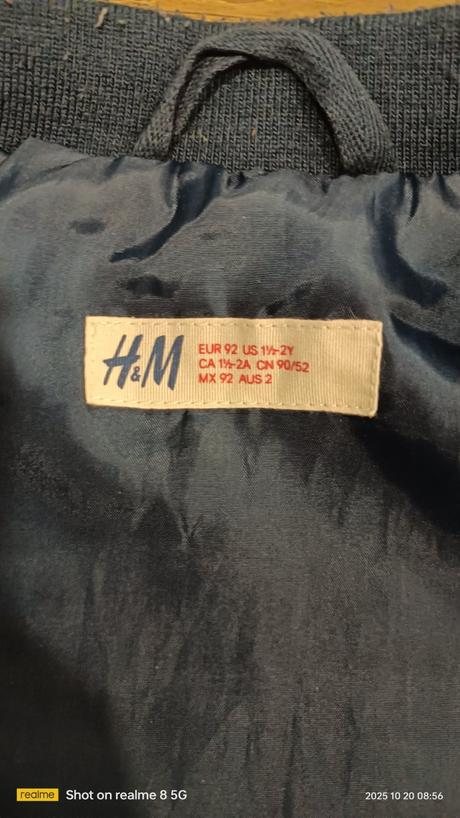 H&M
EUR 92 US 1½-2Y
CA 1½-2A CN 90/52
MX 92 AUS 2
realme Shot on realme 8 5G
2025 10 20 08:56